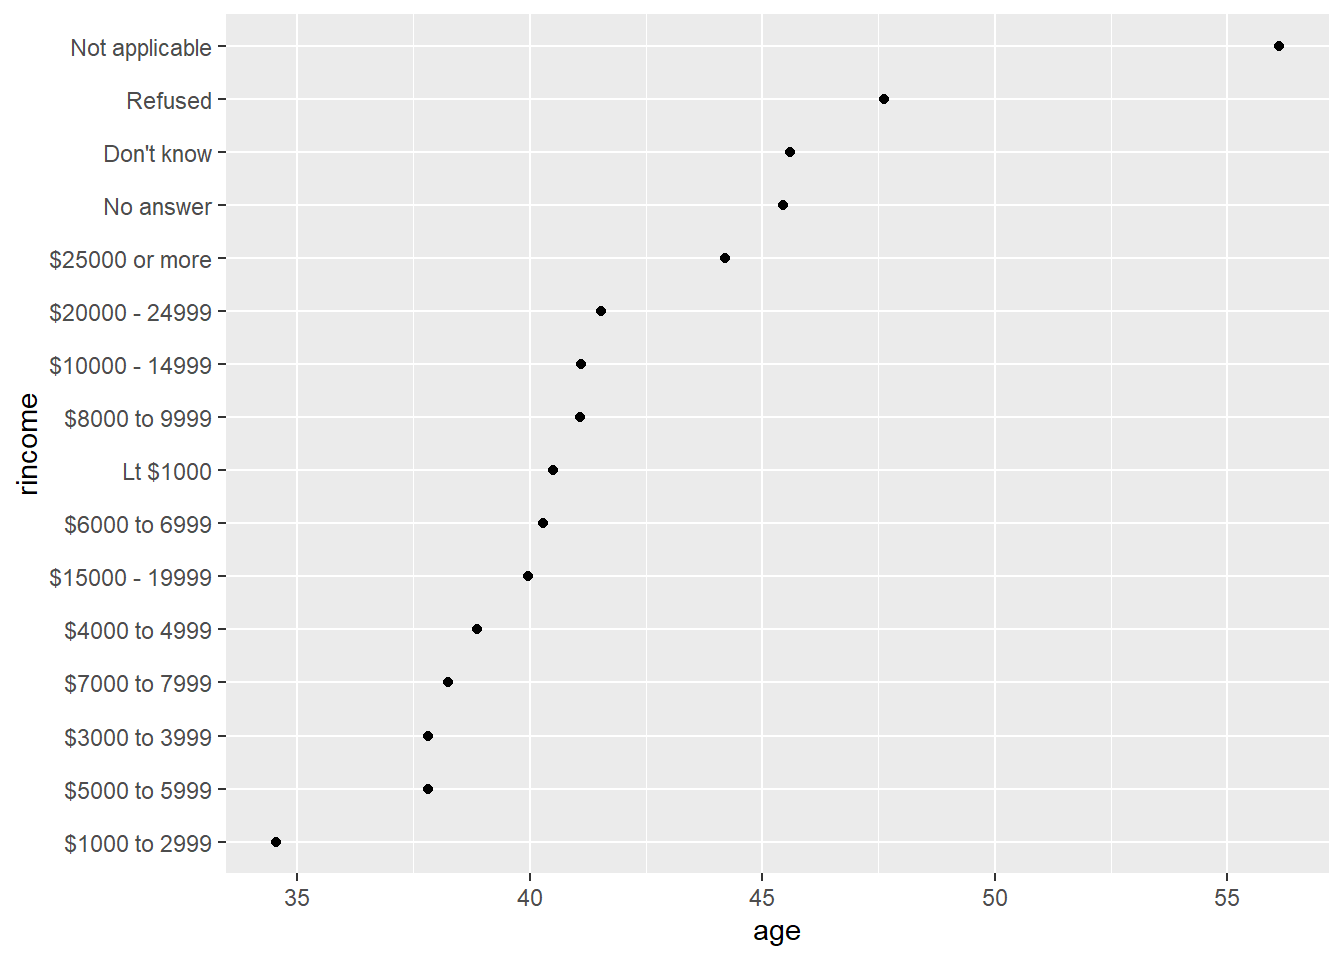 Not applicable
Refused
Don't know
No answer
$25000 or more
$20000 - 24999
$10000 - 14999
$8000 to 9999
Lt $1000
$6000 to 6999
$15000 - 19999
$4000 to 4999
$7000 to 7999
$3000 to 3999
$5000 to 5999
$1000 to 2999
rincome
35 40 45 50 55
age